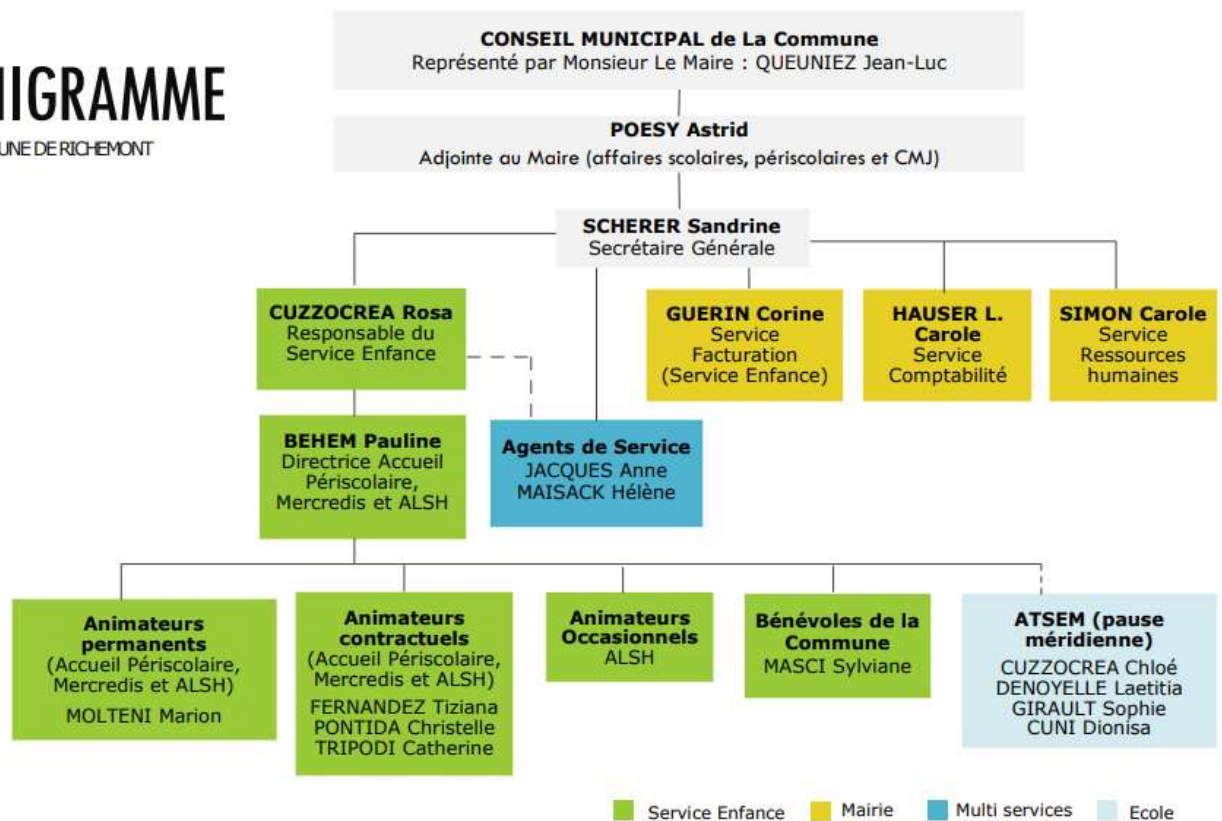 IIGRAMME
UNE DE RICHEMONT
CONSEIL MUNICIPAL de La Commune
Représenté par Monsieur Le Maire : QUEUNIEZ Jean-Luc
POESY Astrid
Adjointe au Maire (affaires scolaires, périscolaires et CMJ)
SCHERER Sandrine
Secrétaire Générale
CUZZOCREA Rosa
Responsable du
Service Enfance
GUERIN Corine
Service
Facturation
(Service Enfance)
HAUSER L.
Carole
Service
Comptabilité
SIMON Carole
Service
Ressources
humaines
BEHEM Pauline
Directrice Accueil
Périscolaire,
Mercredis et ALSH
Agents de Service
JACQUES Anne
MAISACK Hélène
Animateurs
permanents
(Accueil Périscolaire,
Mercredis et ALSH)
MOLTENI Marion
Animateurs
contractuels
(Accueil Périscolaire,
Mercredis et ALSH)
FERNANDEZ Tiziana
PONTIDA Christelle
TRIPODI Catherine
Animateurs
Occasionnels
ALSH
Bénévoles de la
Commune
MASCI Sylviane
ATSEM (pause
méridienne)
CUZZOCREA Chloé
DENOYELLE Laetitia
GIRAULT Sophie
CUNI Dionisa
Service Enfance
Mairie
Multi services
Ecole